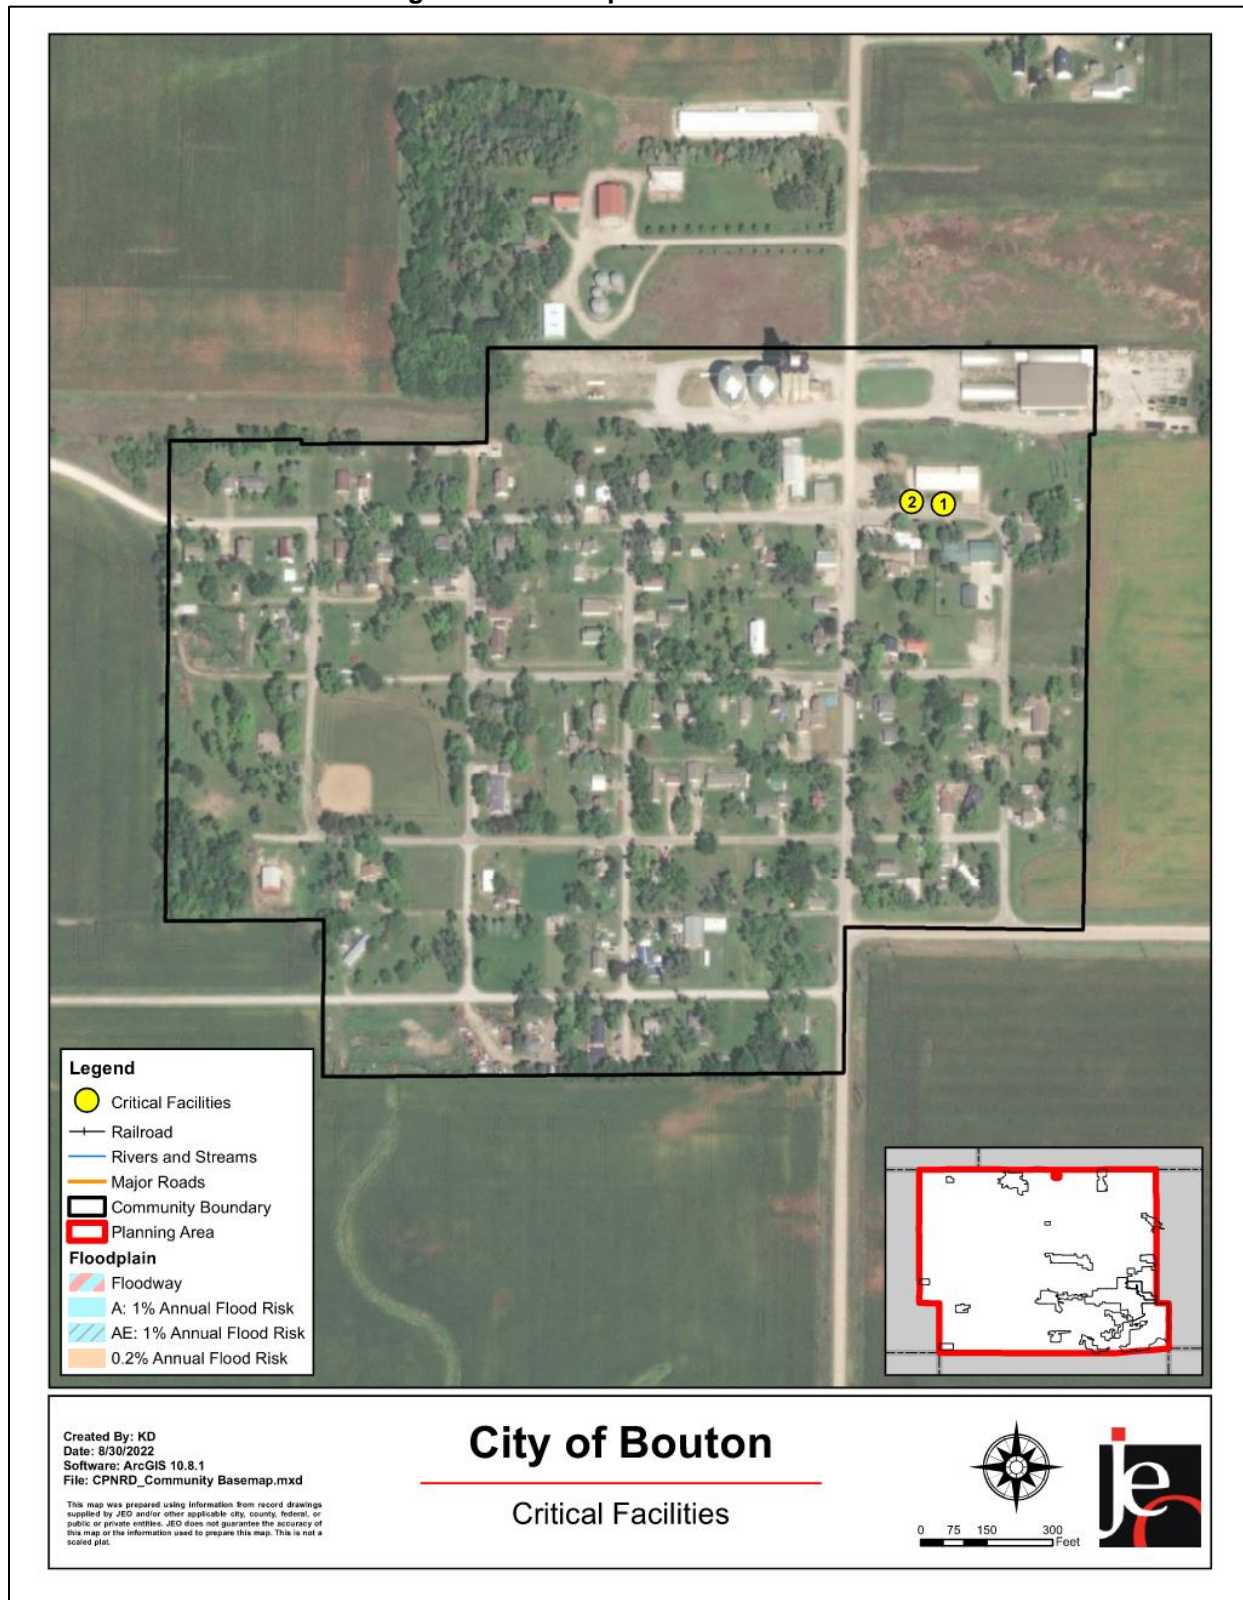 2
1
Legend
Critical Facilities
Railroad
Rivers and Streams
Major Roads
Community Boundary
Planning Area
Floodplain
Floodway
A: 1% Annual Flood Risk
AE: 1% Annual Flood Risk
0.2% Annual Flood Risk
Created By: KD
Date: 8/30/2022
Software: ArcGIS 10.8.1
File: CPNRD_Community Basemap.mxd
This map was prepared using information from record drawings
supplied by JEO and/or other applicable city, county, federal, or
public or private entities. JEO does not guarantee the accuracy of
this map or the information used to prepare this map. This is not a
scaled plat.
City of Bouton
Critical Facilities
0 75 150 300
Feet
jeo